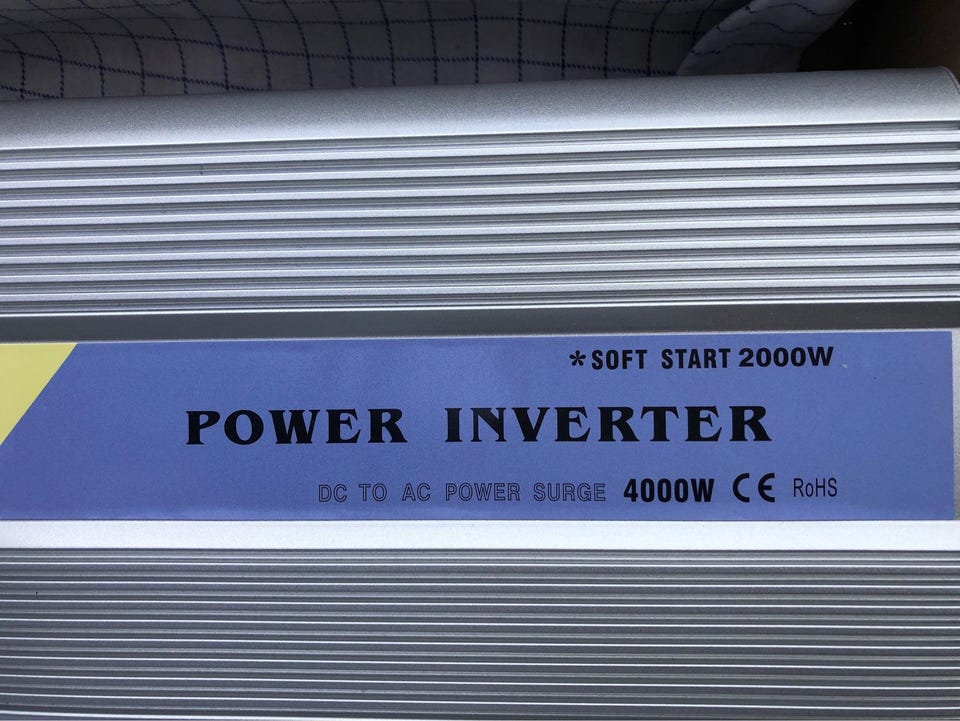 *SOFT START 2000W
POWER INVERTER
DC TO AC POWER SURGE 4000W CE RoHS